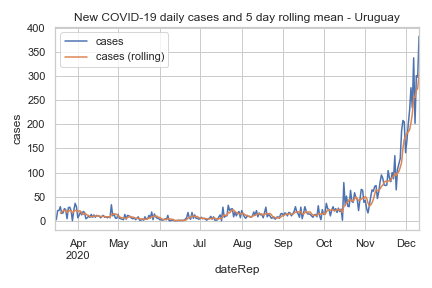 New COVID-19 daily cases and 5 day rolling mean - Uruguay
cases
cases (rolling)
400
350
300
250
200
150
100
50
0
cases
Apr May Jun Jul Aug Sep Oct Nov Dec
2020
dateRep